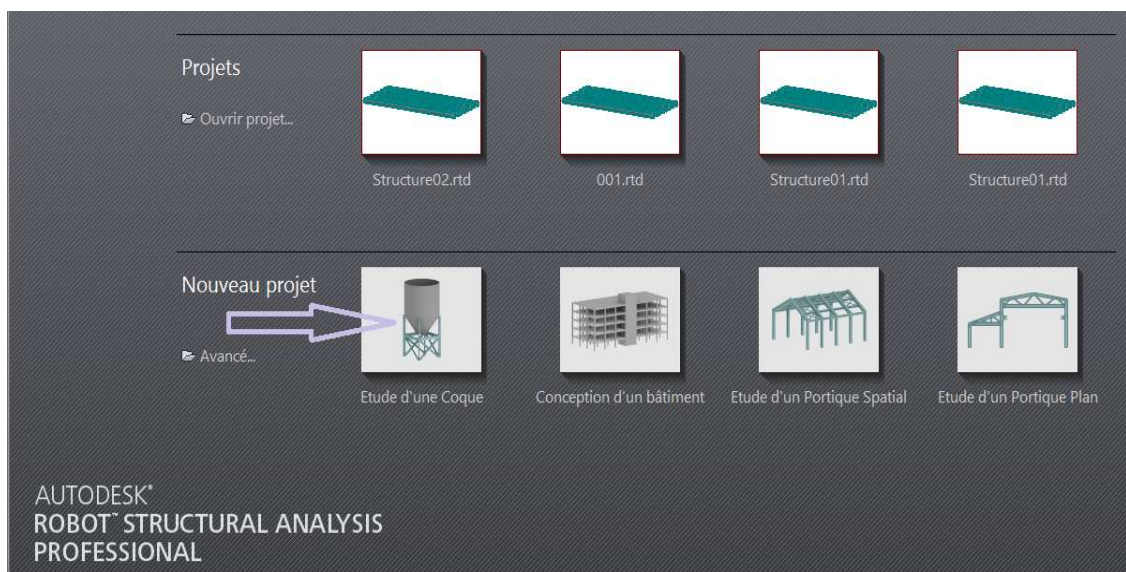 Projets
Ouvrir projet...
Structure02.rtd
001.rtd
Structure01.rtd
Structure01.rtd
Nouveau projet
Avancé...
Etude d'une Coque
Conception d'un bâtiment
Etude d'un Portique Spatial
Etude d'un Portique Plan
AUTODESK®
ROBOT™ STRUCTURAL ANALYSIS
PROFESSIONAL